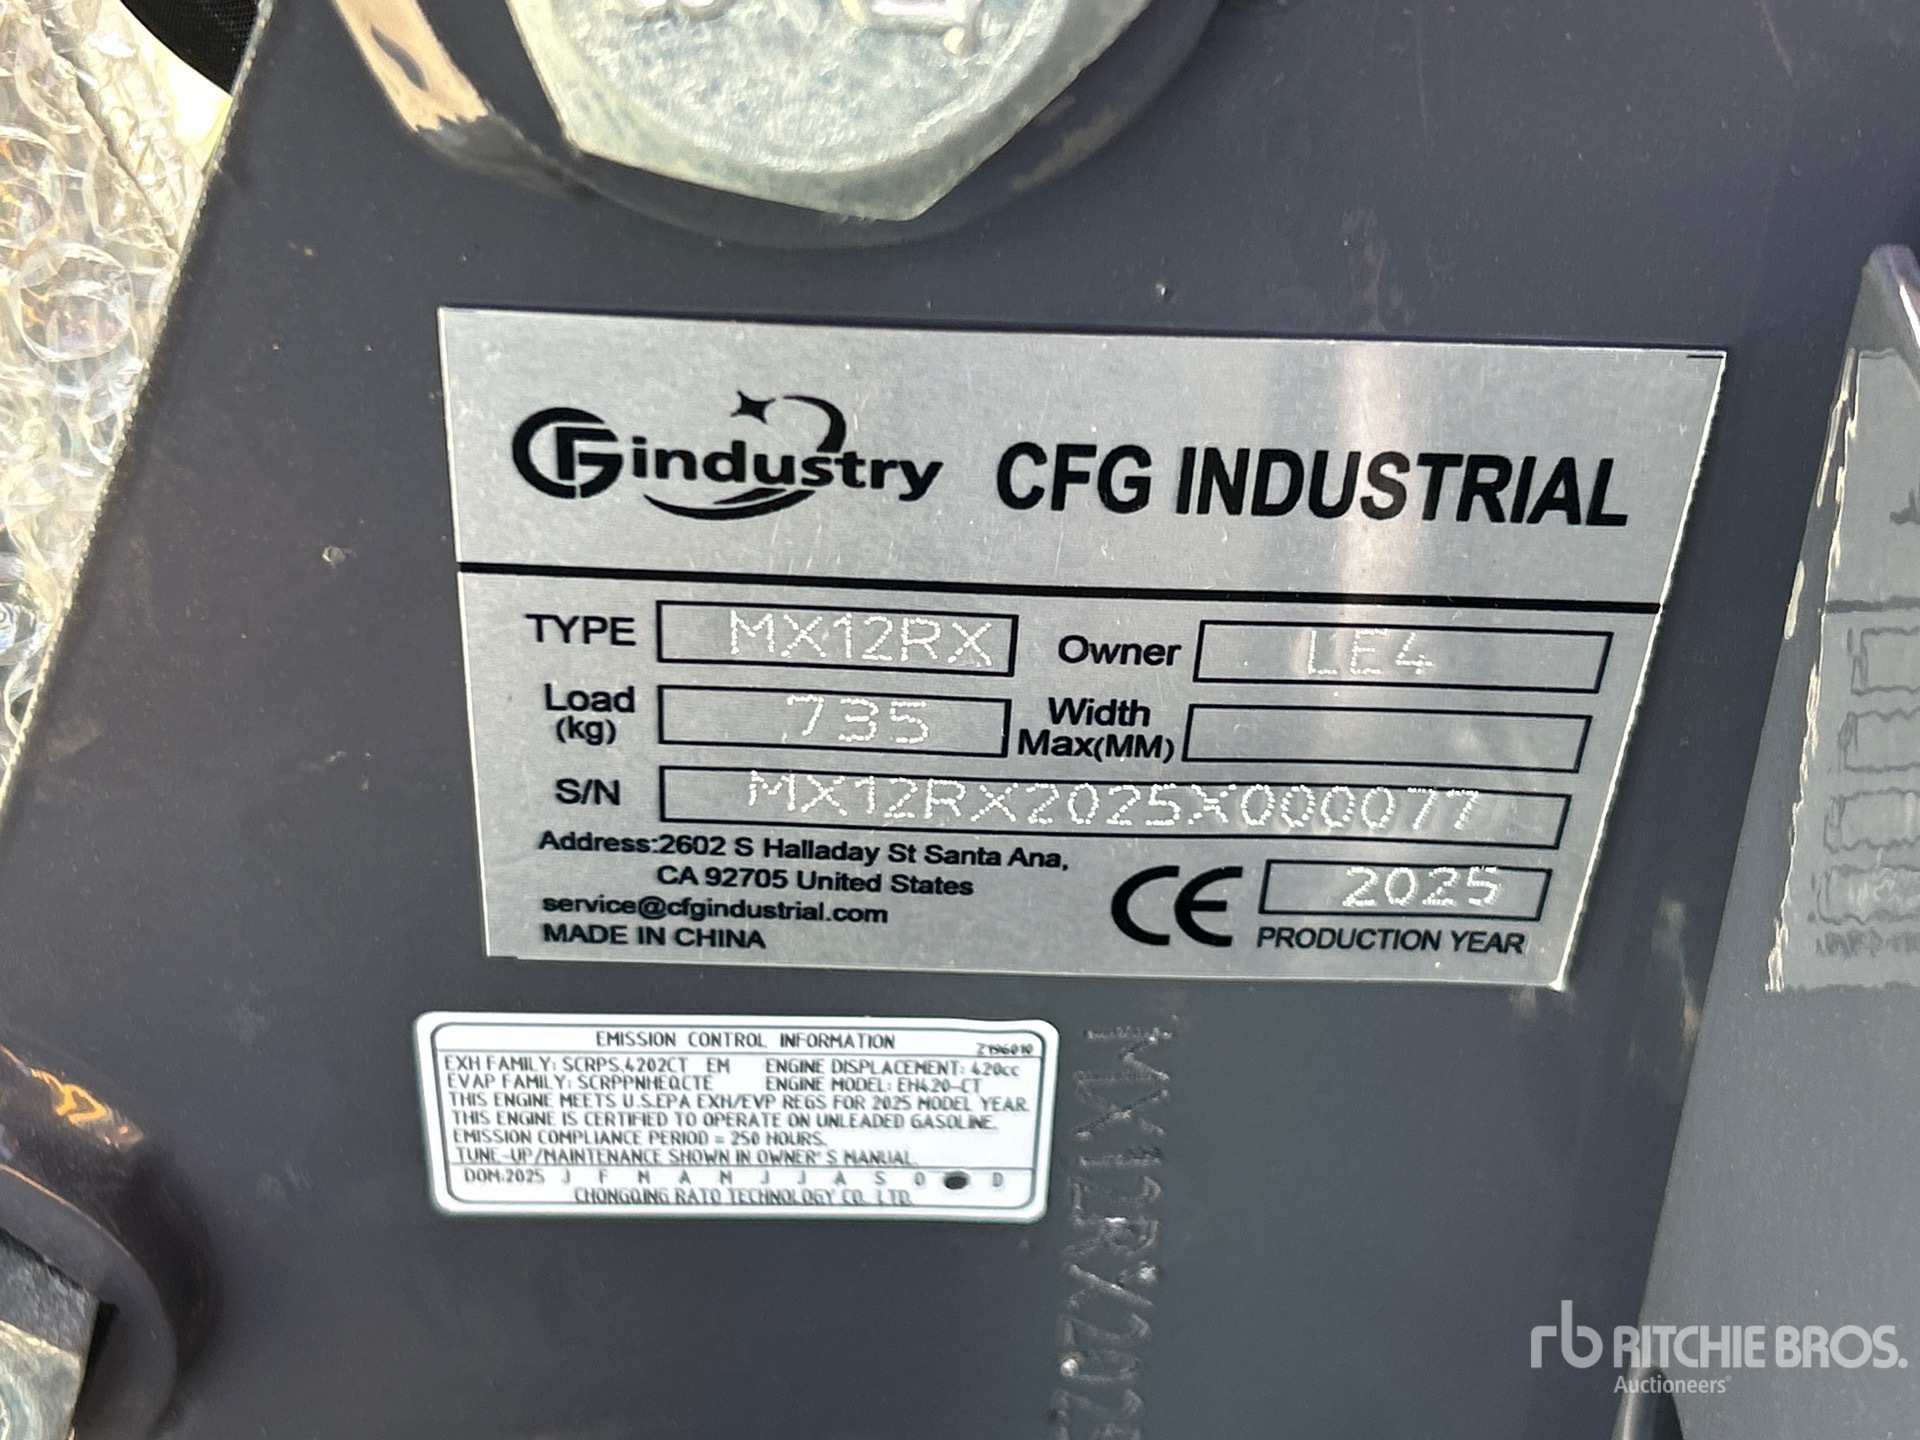 CFGindustry CFG INDUSTRIAL
TYPE MX12RX Owner LE4
Load (kg) 735 Width Max(MM)
S/N MX12RX2025X000077
Address:2602 S Halladay St Santa Ana,
CA 92705 United States
service@cfgindustrial.com
MADE IN CHINA
CE 2025
PRODUCTION YEAR
EMISSION CONTROL INFORMATION Z196010
EXH FAMILY: SCRPS.4202CT EM ENGINE DISPLACEMENT: 420cc
EVAP FAMILY: SCRPPNHEQCTE ENGINE MODEL: EH420-CT
THIS ENGINE MEETS U.S.EPA EXH/EVP REGS FOR 2025 MODEL YEAR.
THIS ENGINE IS CERTIFIED TO OPERATE ON UNLEADED GASOLINE.
EMISSION COMPLIANCE PERIOD = 250 HOURS.
TUNE-UP/MAINTENANCE SHOWN IN OWNER'S MANUAL
DOM:2025 J F M A M J J A S O D
CHONGQING RATO TECHNOLOGY CO. LTD.
MX12RX202
rb RITCHIE BROS.
Auctioneers